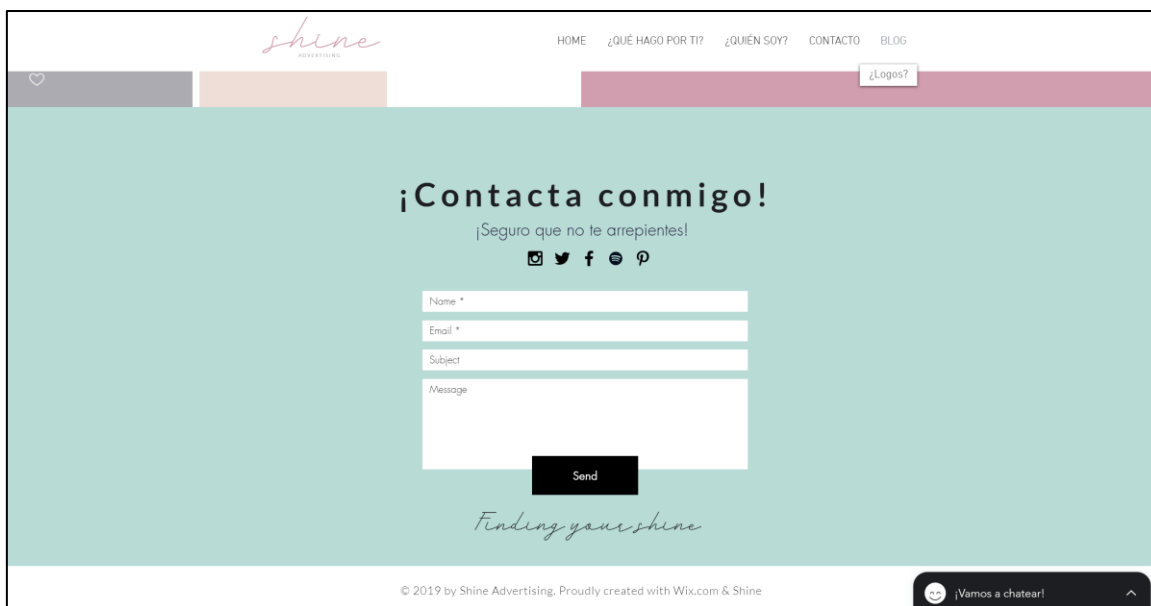 shine
ADVERTISING
HOME ¿QUÉ HAGO POR TI? ¿QUIÉN SOY? CONTACTO BLOG
¿Logos?
¡Contacta conmigo!
¡Seguro que no te arrepientes!
Name *
Email *
Subject
Message
Send
Finding your shine
© 2019 by Shine Advertising. Proudly created with Wix.com & Shine
¡Vamos a chatear!